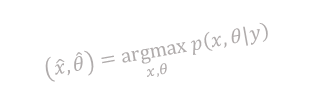 (x̂, θ̂) = argmax p(x, θ|y)
x,θ